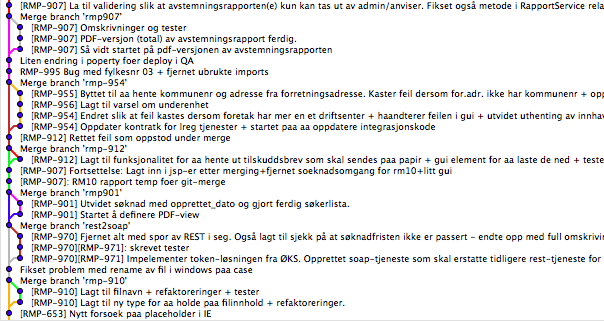 [RMP-907] La til validering slik at avstemningsrapporten(e) kun kan tas ut av admin/anviser. Fikset også metode i RapportService rela
Merge branch 'rmp907'
[RMP-907] Omskrivninger og tester
[RMP-907] PDF-versjon (total) av avstemningsrapport ferdig.
[RMP-907] Så vidt startet på pdf-versjonen av avstemningsrapporten
Liten endring i poperty foer deploy i QA
RMP-995 Bug med fylkesnr 03 + fjernet ubrukte imports
Merge branch 'rmp-954'
[RMP-955] Byttet til aa hente kommunenr og adresse fra forretningsadresse. Kaster feil dersom for.adr. ikke har kommunenr + opp
[RMP-956] Lagt til varsel om underenhet
[RMP-954] Endret slik at feil kastes dersom foretak har mer en et driftsenter + haandterer feilen i gui + utvidet uthenting av innhav
[RMP-954] Oppdater kontratk for lreg tjenester + startet paa aa oppdatere integrasjonskode
[RMP-912] Rettet feil som oppstod under merge
Merge branch 'rmp-912'
[RMP-912] Lagt til funksjonalitet for aa hente ut tilskuddsbrev som skal sendes paa papir + gui element for aa laste de ned + teste
[RMP-907] Fortsettelse: Lagt inn i jsp-er etter merging+fjernet soeknadsomgang for rm10+litt gui
[RMP-907]: RM10 rapport temp foer git-merge
Merge branch 'rmp901'
[RMP-901] Utvidet søknad med opprettet_dato og gjort ferdig søkerlista.
[RMP-901] Startet å definere PDF-view
Merge branch 'rest2soap'
[RMP-970] Fjernet alt med spor av REST i seg. Også lagt til sjekk på at søknadfristen ikke er passert - endte opp med full omskrivir
[RMP-970][RMP-971]: skrevet tester
[RMP-970][RMP-971] Impelementer token-løsningen fra ØKS. Opprettet soap-tjeneste som skal erstatte tidligere rest-tjeneste for
Fikset problem med rename av fil i windows paa case
Merge branch 'rmp-910'
[RMP-910] Lagt til filnavn + refaktoreringer + tester
[RMP-910] Lagt til ny type for aa holde paa filinnhold + refaktoreringer.
[RMP-653] Nytt forsoek paa placeholder i IE